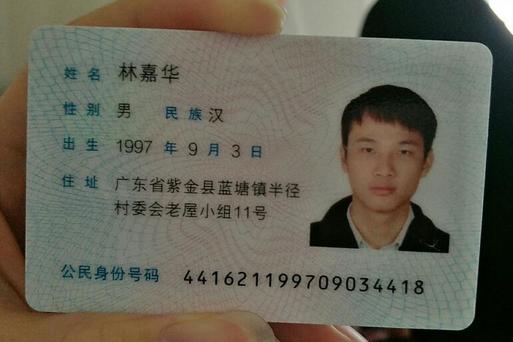 姓名 林嘉华
性别 男 民族 汉
出生 1997 年 9 月 3 日
住址 广东省紫金县蓝塘镇半径
村委会老屋小组11号
公民身份号码 441621199709034418